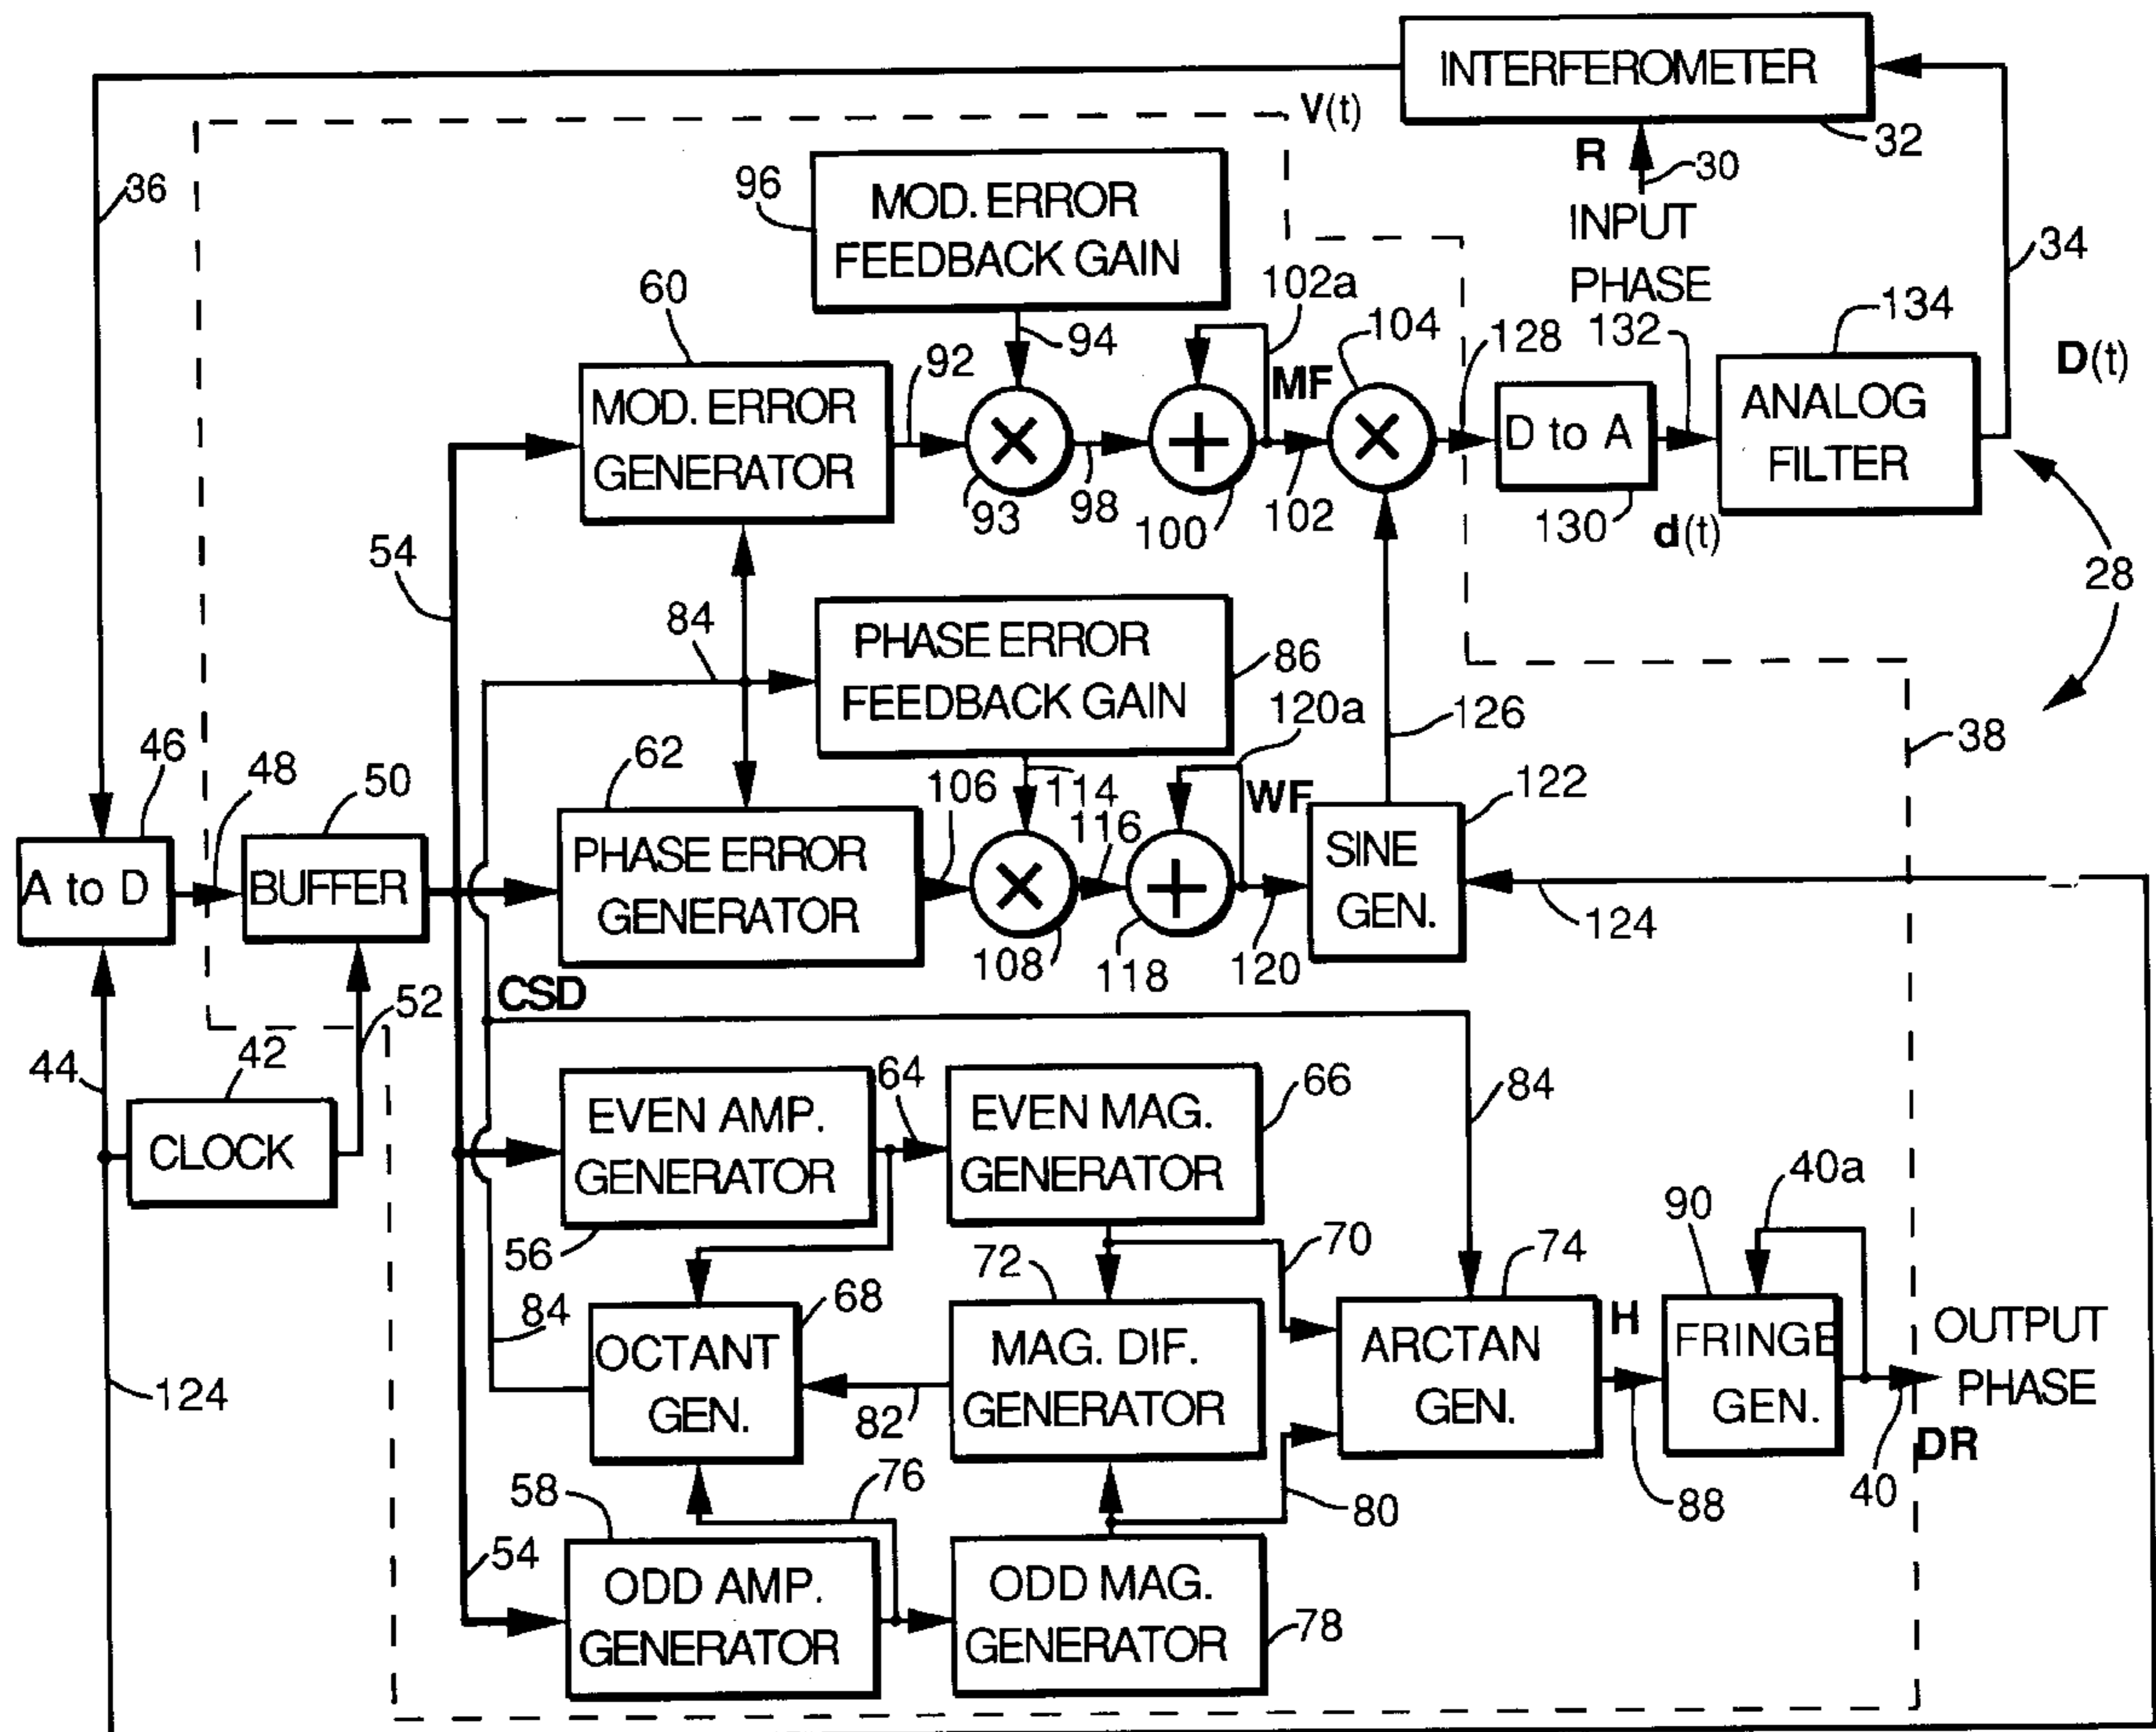 INTERFEROMETER
V(t)
R
30
32
36
96
MOD. ERROR
FEEDBACK GAIN
INPUT
PHASE
34
60
94
102a
104
128
132
134
D(t)
MOD. ERROR
GENERATOR
92
×
93
98
+
100
MF
102
×
D to A
130
d(t)
ANALOG
FILTER
28
54
84
PHASE ERROR
FEEDBACK GAIN
86
120a
126
38
46
48
50
62
106
114
116
WF
122
A to D
BUFFER
PHASE ERROR
GENERATOR
×
108
+
118
120
SINE
GEN.
124
CSD
52
44
42
CLOCK
64
EVEN AMP.
GENERATOR
56
EVEN MAG.
GENERATOR
66
84
40a
90
84
68
72
70
74
OCTANT
GEN.
82
MAG. DIF.
GENERATOR
ARCTAN
GEN.
H
FRINGE
GEN.
OUTPUT
PHASE
DR
124
58
76
80
88
40
54
ODD AMP.
GENERATOR
ODD MAG.
GENERATOR
78